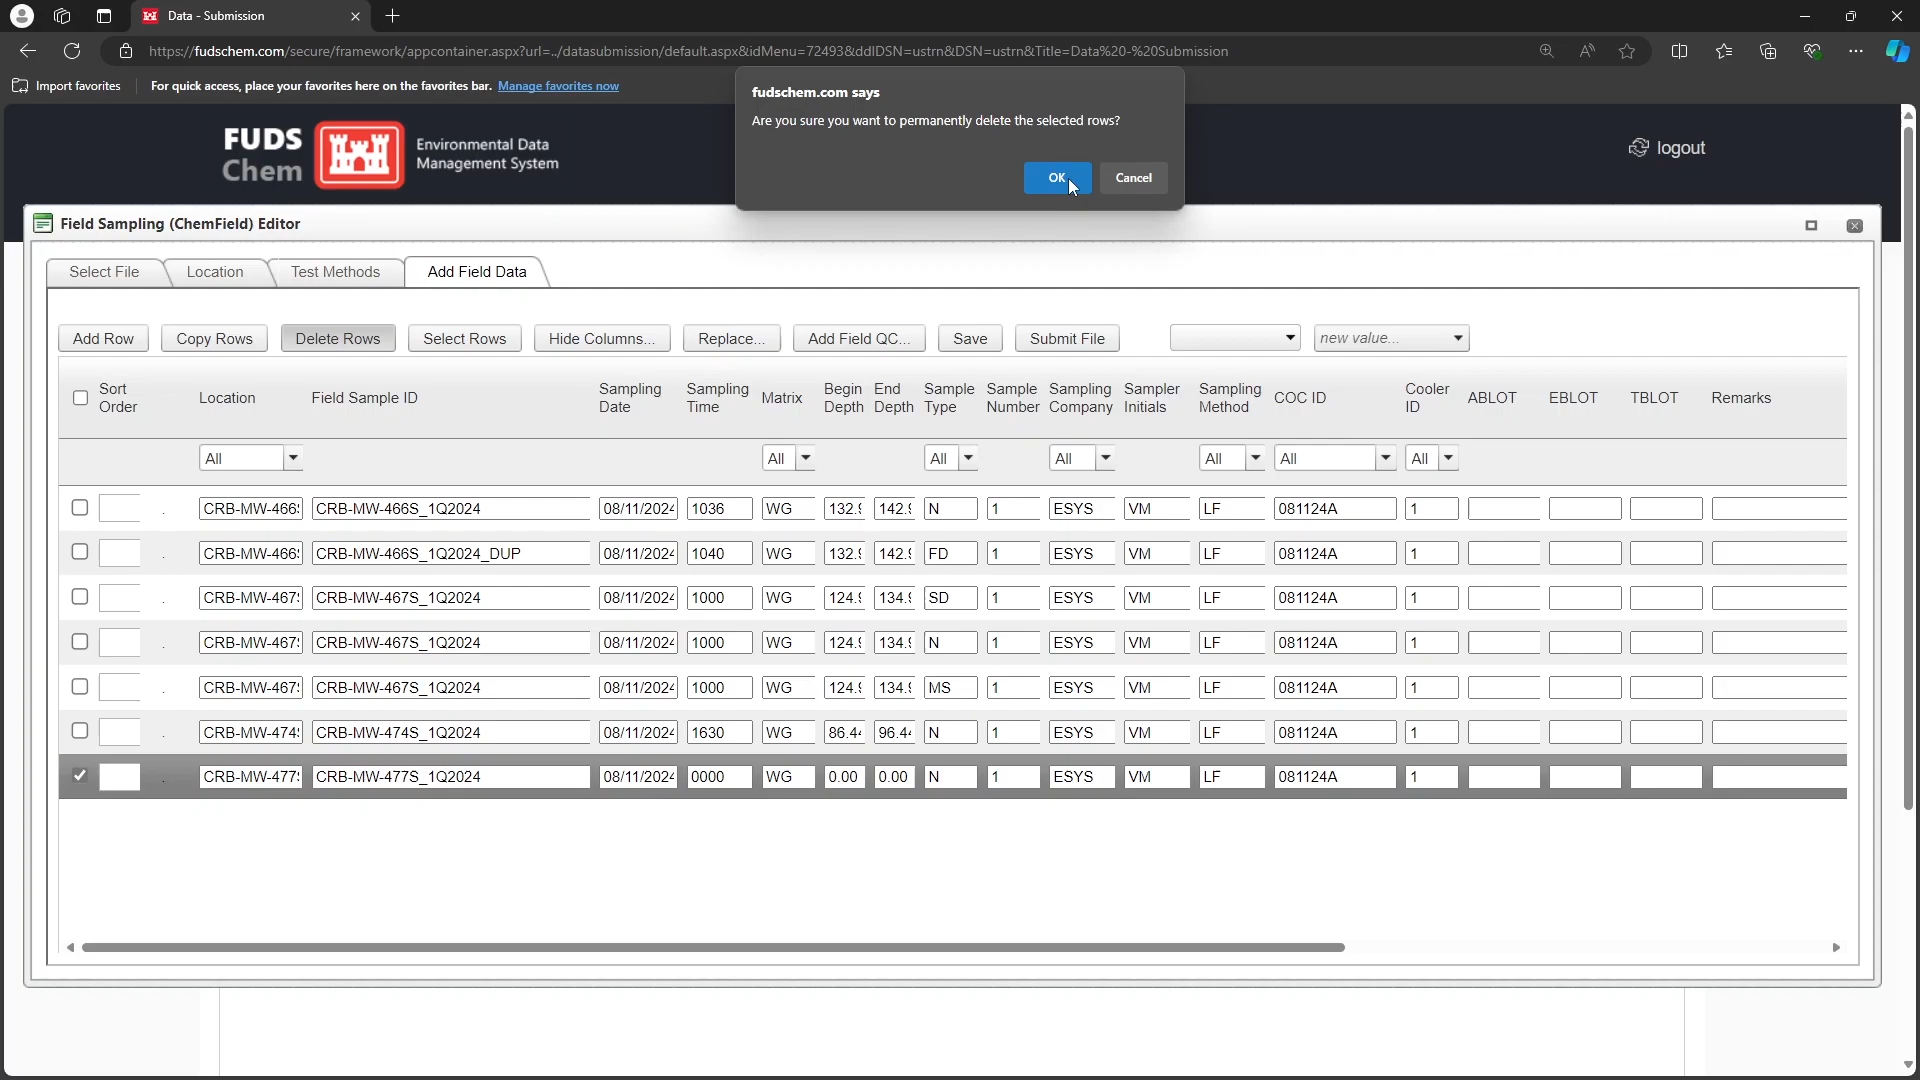 Data - Submission
https://fudschem.com/secure/framework/appcontainer.aspx?url=../datasubmission/default.aspx&idMenu=72493&ddlDSN=ustrn&DSN=ustrn&Title=Data%20-%20Submission
Import favorites
For quick access, place your favorites here on the favorites bar. Manage favorites now
fudschem.com says
Are you sure you want to permanently delete the selected rows?
OK Cancel
FUDS Chem
Environmental Data Management System
logout
Field Sampling (ChemField) Editor
Select File Location Test Methods Add Field Data
Add Row Copy Rows Delete Rows Select Rows Hide Columns... Replace... Add Field QC... Save Submit File new value...
Sort Order Location Field Sample ID Sampling Date Sampling Time Matrix Begin Depth End Depth Sample Type Sample Number Sampling Company Sampler Initials Sampling Method COC ID Cooler ID ABLOT EBLOT TBLOT Remarks
All All All All All All All
. CRB-MW-466 CRB-MW-466S_1Q2024 08/11/2024 1036 WG 132. 142. N 1 ESYS VM LF 081124A 1
. CRB-MW-466 CRB-MW-466S_1Q2024_DUP 08/11/2024 1040 WG 132. 142. FD 1 ESYS VM LF 081124A 1
. CRB-MW-467 CRB-MW-467S_1Q2024 08/11/2024 1000 WG 124. 134. SD 1 ESYS VM LF 081124A 1
. CRB-MW-467 CRB-MW-467S_1Q2024 08/11/2024 1000 WG 124. 134. N 1 ESYS VM LF 081124A 1
. CRB-MW-467 CRB-MW-467S_1Q2024 08/11/2024 1000 WG 124. 134. MS 1 ESYS VM LF 081124A 1
. CRB-MW-474 CRB-MW-474S_1Q2024 08/11/2024 1630 WG 86.4 96.4 N 1 ESYS VM LF 081124A 1
. CRB-MW-477 CRB-MW-477S_1Q2024 08/11/2024 0000 WG 0.00 0.00 N 1 ESYS VM LF 081124A 1